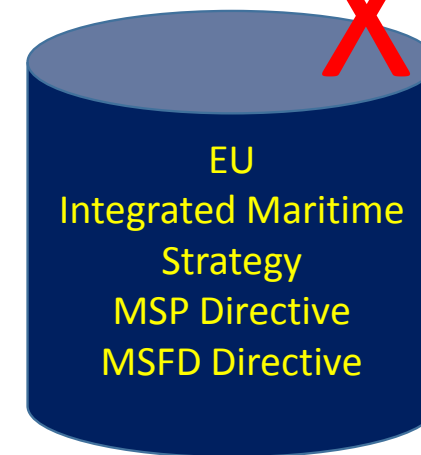 X
EU
Integrated Maritime
Strategy
MSP Directive
MSFD Directive